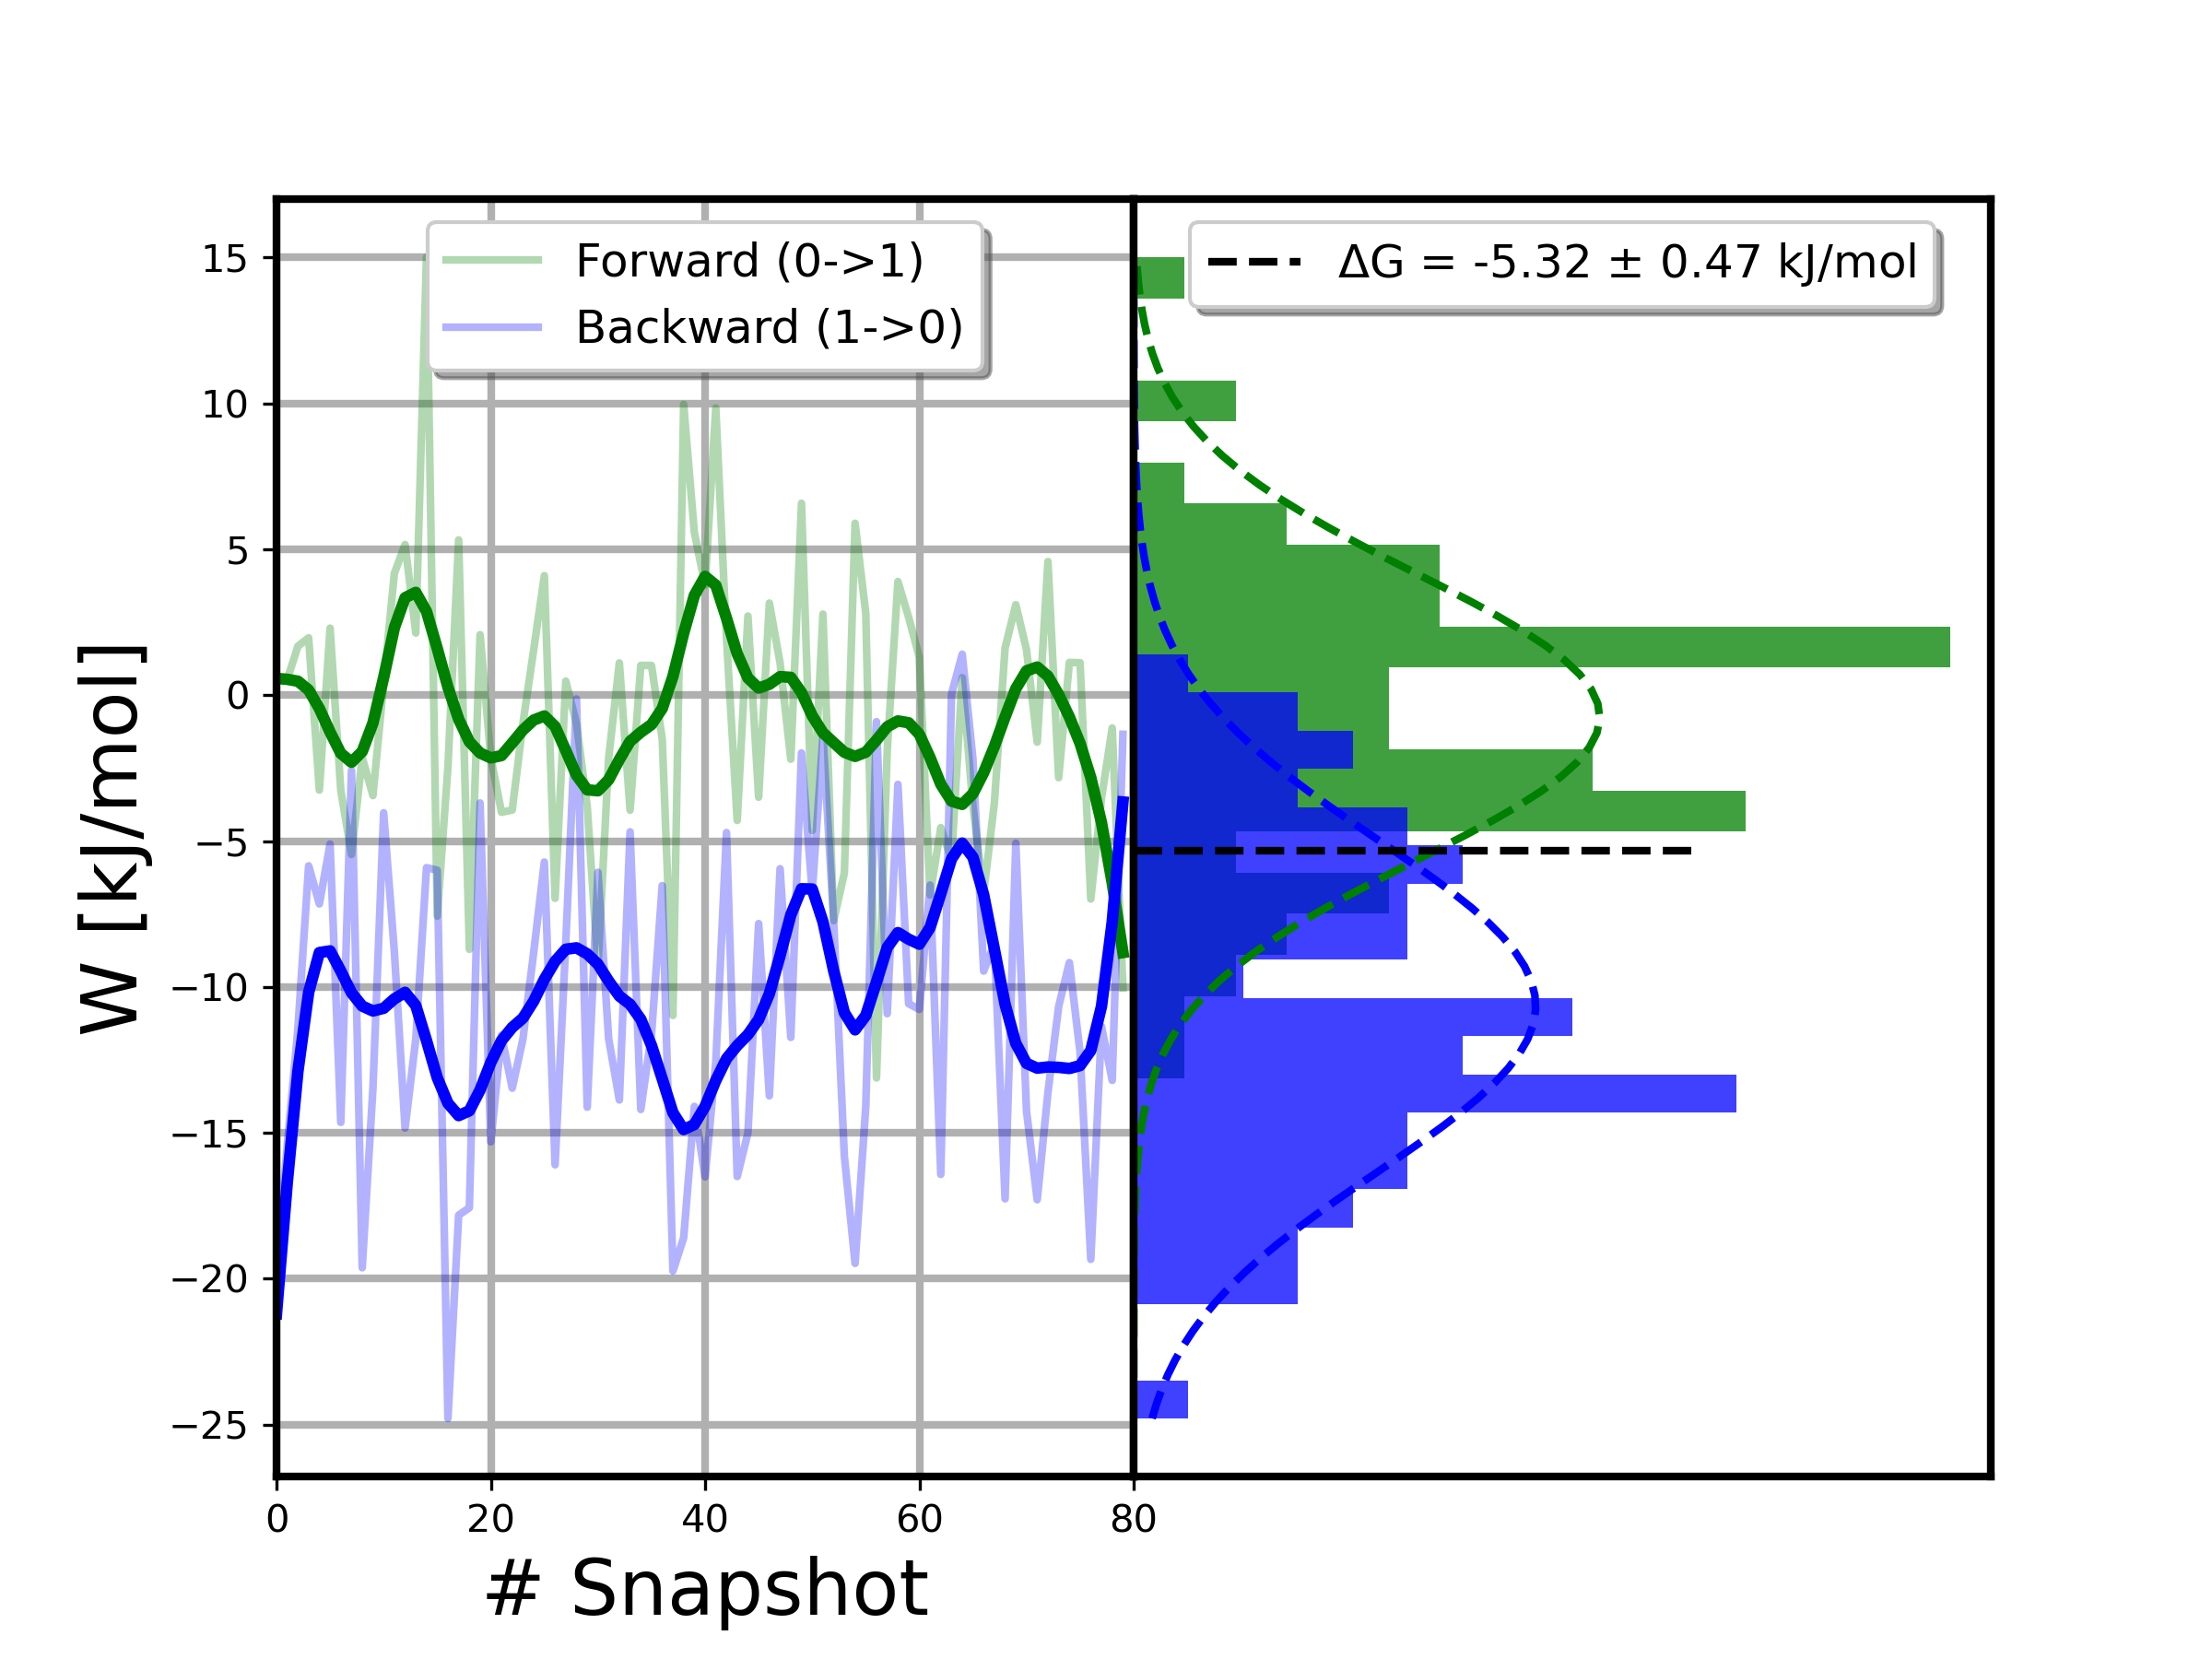 Forward (0->1)
Backward (1->0)
ΔG = -5.32 ± 0.47 kJ/mol
W [kJ/mol]
15
10
5
0
−5
−10
−15
−20
−25
0 20 40 60 80
# Snapshot